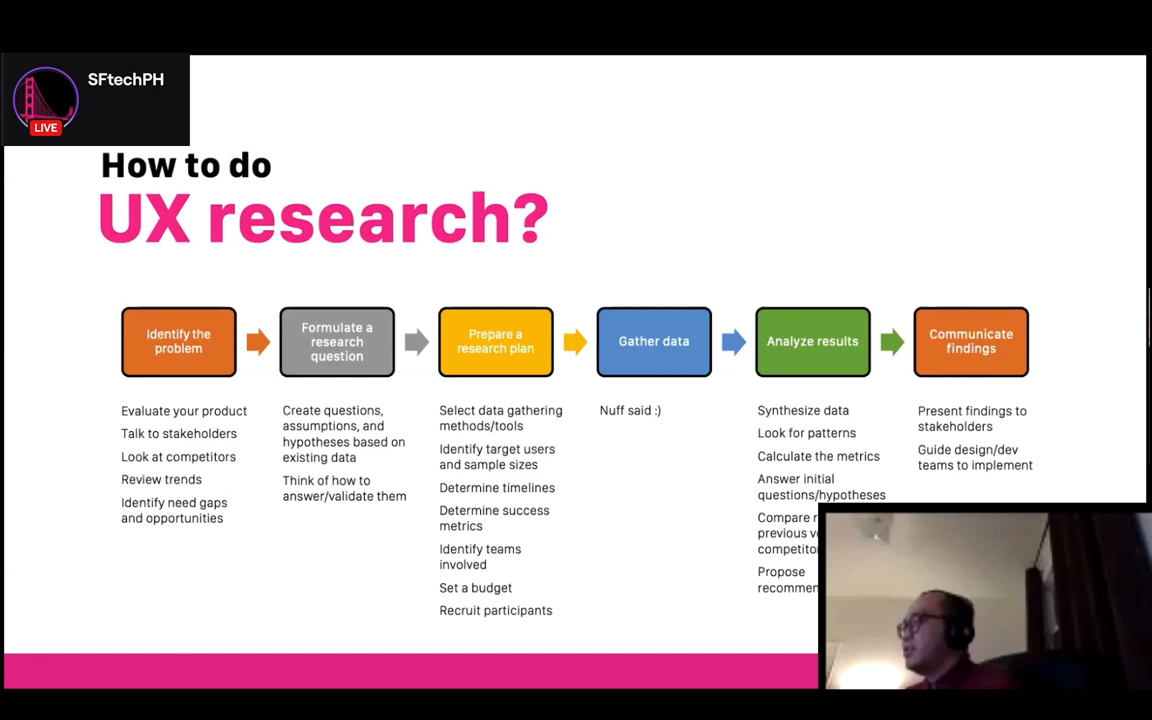 SFtechPH
LIVE
How to do
UX research?
Identify the
problem
Formulate a
research
question
Prepare a
research plan
Gather data
Analyze results
Communicate
findings
Evaluate your product
Talk to stakeholders
Look at competitors
Review trends
Identify need gaps
and opportunities
Create questions,
assumptions, and
hypotheses based on
existing data
Think of how to
answer/validate them
Select data gathering
methods/tools
Identify target users
and sample sizes
Determine timelines
Determine success
metrics
Identify teams
involved
Set a budget
Recruit participants
Nuff said :)
Synthesize data
Look for patterns
Calculate the metrics
Answer initial
questions/hypotheses
Compare
previous
Propose
Present findings to
stakeholders
Guide design/dev
teams to implement